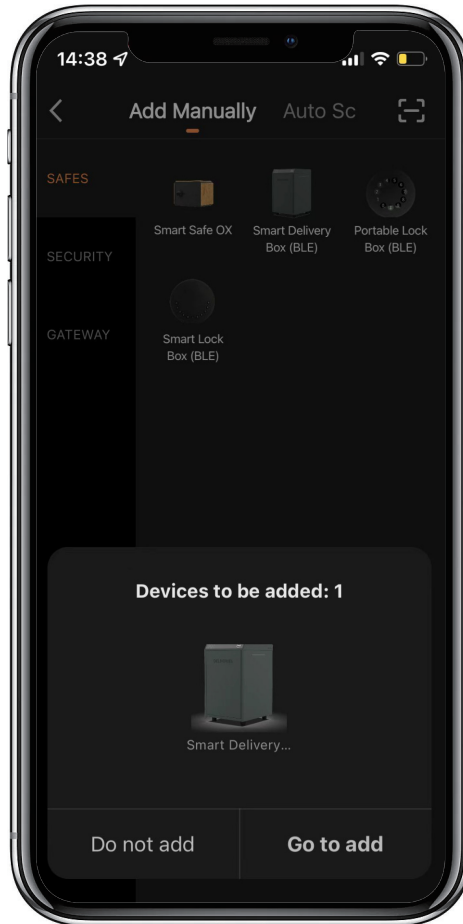 14:38
Add Manually Auto Sc
SAFES
Smart Safe OX
Smart Delivery
Box (BLE)
Portable Lock
Box (BLE)
SECURITY
GATEWAY
Smart Lock
Box (BLE)
Devices to be added: 1
Smart Delivery...
Do not add
Go to add